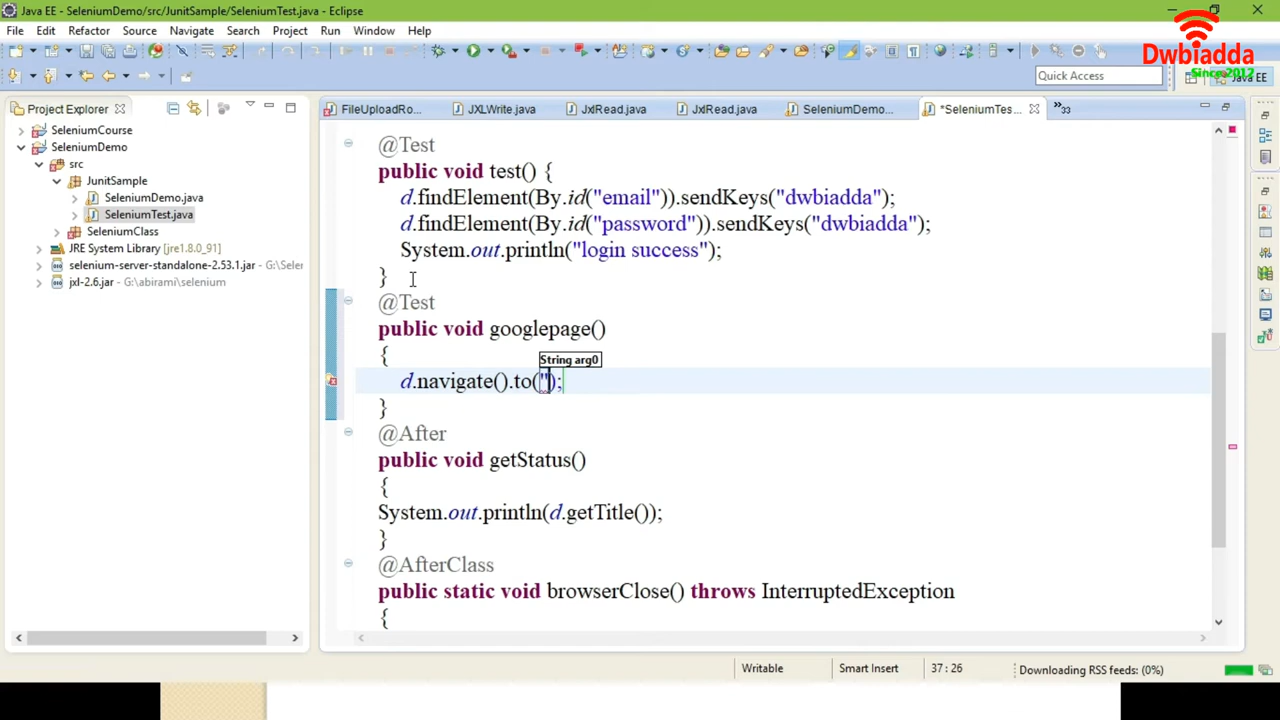 Java EE - SeleniumDemo/src/JunitSample/SeleniumTest.java - Eclipse
File Edit Refactor Source Navigate Search Project Run Window Help
Dwbiadda
Since 2012
Quick Access
Java EE
Project Explorer
FileUploadRo...
JXLWrite.java
JxlRead.java
JxlRead.java
SeleniumDemo...
*SeleniumTes...
33
SeleniumCourse
SeleniumDemo
src
JunitSample
SeleniumDemo.java
SeleniumTest.java
SeleniumClass
JRE System Library [jre1.8.0_91]
selenium-server-standalone-2.53.1.jar - G:\Seler
jxl-2.6.jar - G:\abirami\selenium
@Test
public void test() {
d.findElement(By.id("email")).sendKeys("dwbiadda");
d.findElement(By.id("password")).sendKeys("dwbiadda");
System.out.println("login success");
}
@Test
public void googlepage()
{
String arg0
d.navigate().to(");
}
@After
public void getStatus()
{
System.out.println(d.getTitle());
}
@AfterClass
public static void browserClose() throws InterruptedException
{
Writable
Smart Insert
37 : 26
Downloading RSS feeds: (0%)